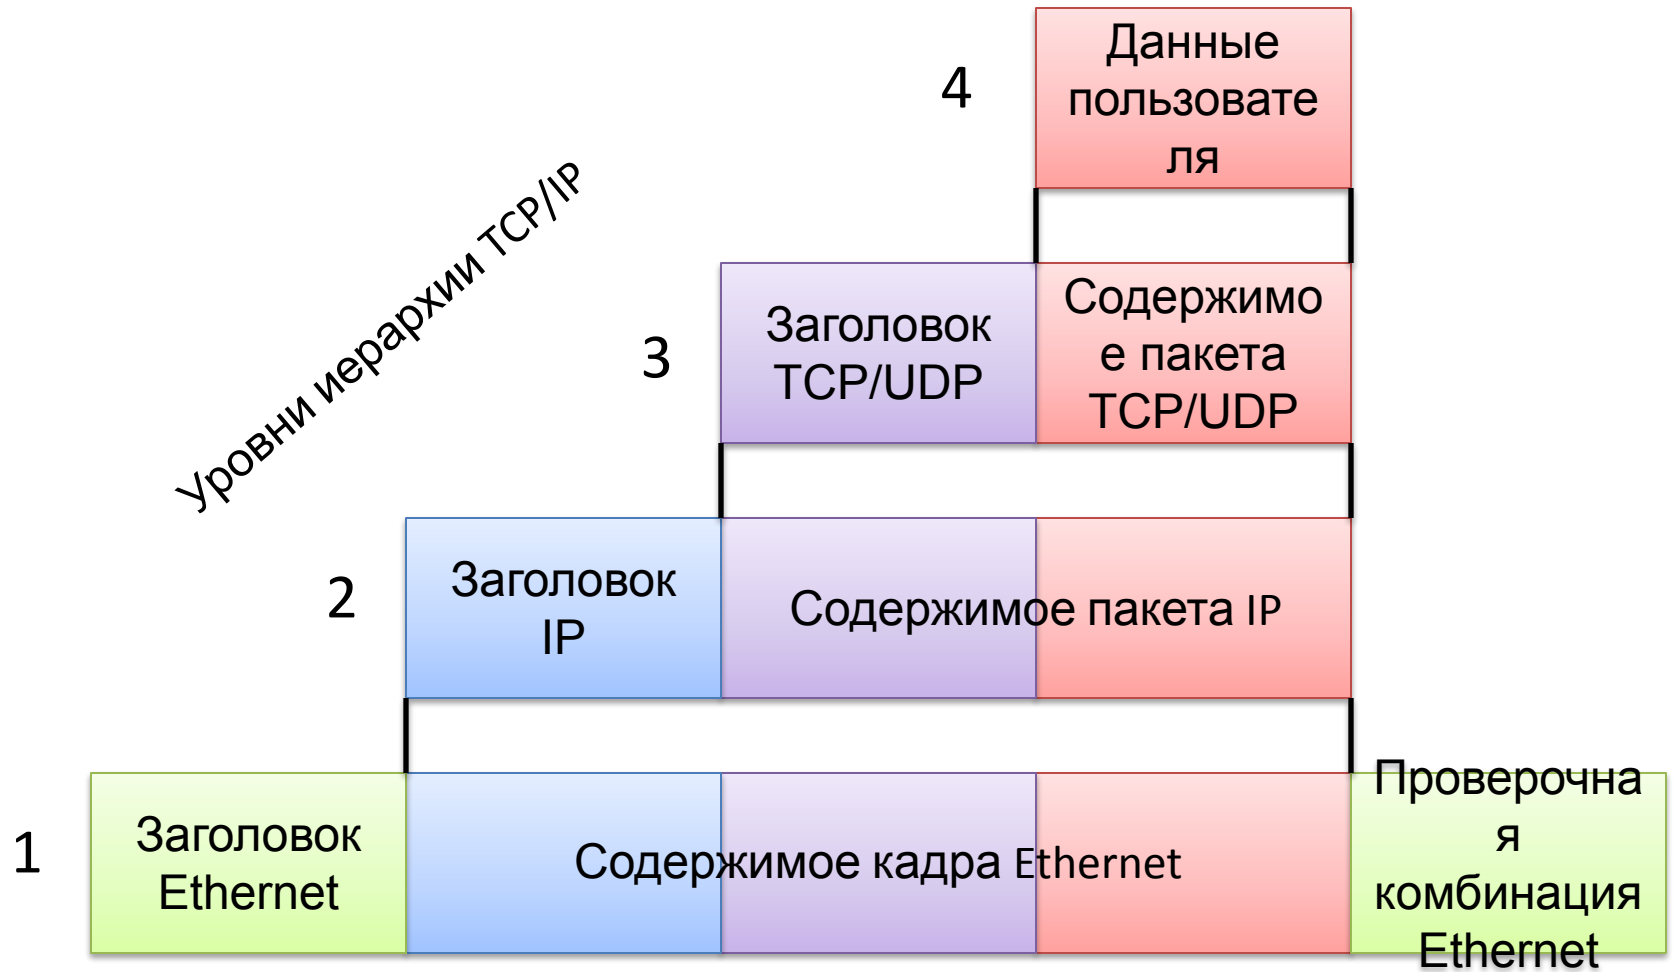 Данные
пользовате
ля
4
Уровни иерархии TCP/IP
3
Заголовок
TCP/UDP
Содержимо
е пакета
TCP/UDP
2
Заголовок
IP
Содержимое пакета IP
1
Заголовок
Ethernet
Содержимое кадра Ethernet
Проверочна
я
комбинация
Ethernet